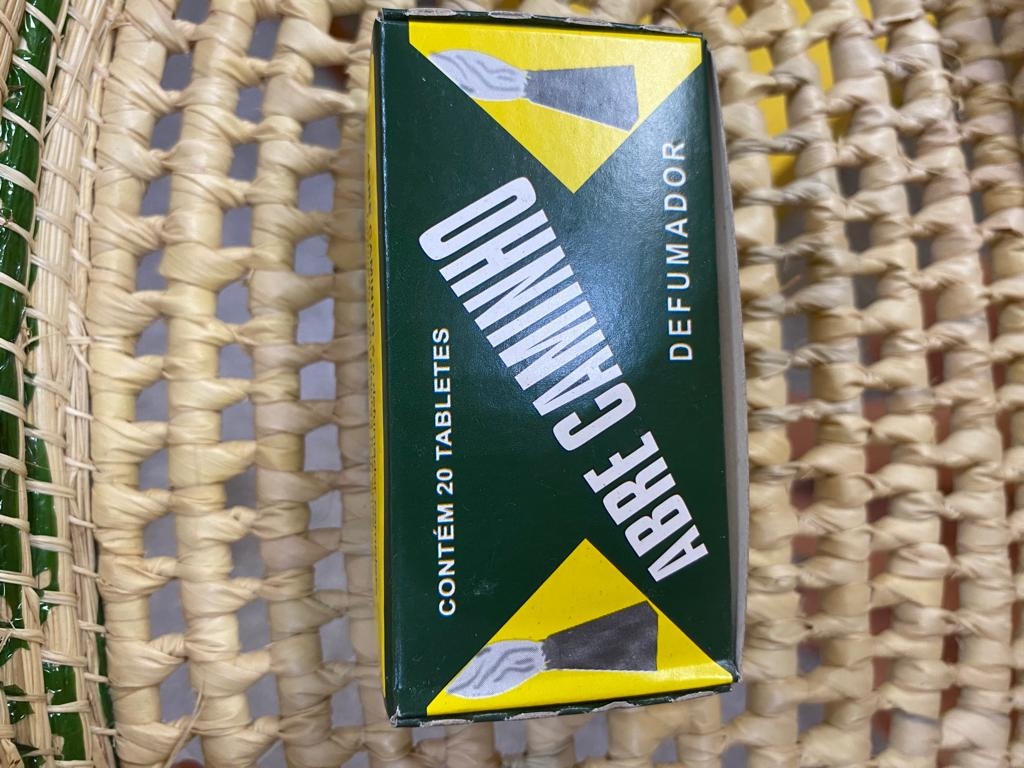 DEFUMADOR
ABRE CAMINHO
CONTÉM 20 TABLETES